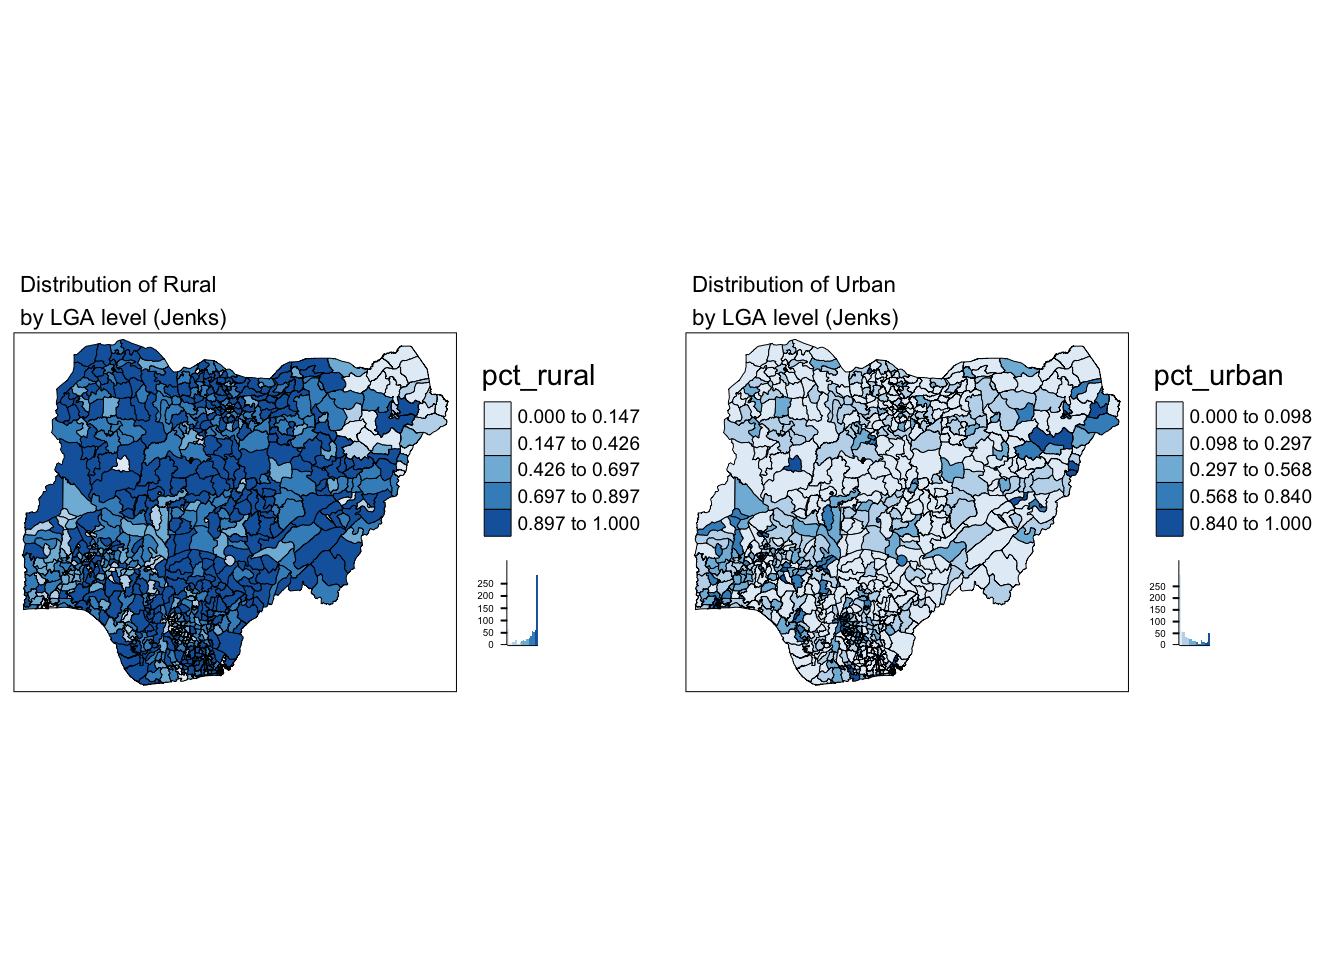 Distribution of Rural
by LGA level (Jenks)
pct_rural
0.000 to 0.147
0.147 to 0.426
0.426 to 0.697
0.697 to 0.897
0.897 to 1.000
250
200
150
100
50
0
Distribution of Urban
by LGA level (Jenks)
pct_urban
0.000 to 0.098
0.098 to 0.297
0.297 to 0.568
0.568 to 0.840
0.840 to 1.000
250
200
150
100
50
0